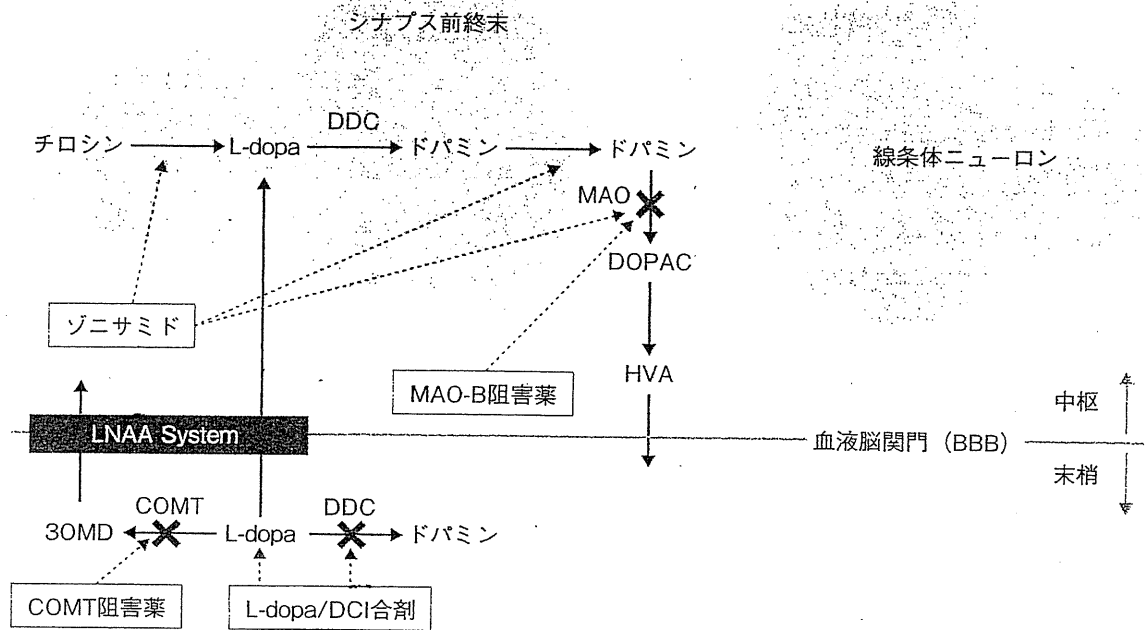 シナプス前終末
DDC
チロシン L-dopa ドパミン ドパミン
線条体ニューロン
MAO
DOPAC
ゾニサミド
MAO-B阻害薬
HVA
中枢
LNAA System
血液脳関門(BBB)
末梢
COMT DDC
3OMD L-dopa ドパミン
COMT阻害薬
L-dopa/DCI合剤